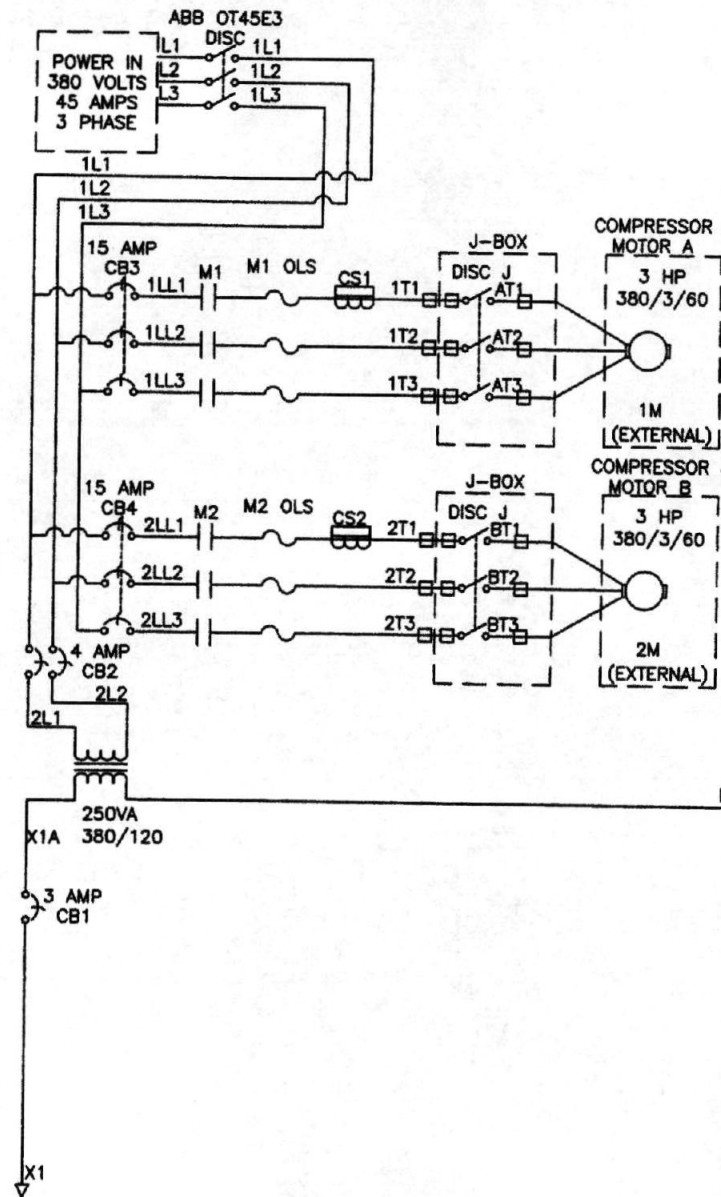 ABB OT45E3
DISC
POWER IN
380 VOLTS
45 AMPS
3 PHASE
L1
L2
L3
1L1
1L2
1L3
1L1
1L2
1L3
15 AMP
CB3
1LL1
M1
M1 OLS
CS1
1T1
J-BOX
DISC J
AT1
COMPRESSOR
MOTOR A
3 HP
380/3/60
1LL2
1T2
AT2
1LL3
1T3
AT3
1M
(EXTERNAL)
15 AMP
CB4
2LL1
M2
M2 OLS
CS2
2T1
J-BOX
DISC J
BT1
COMPRESSOR
MOTOR B
3 HP
380/3/60
2LL2
2T2
BT2
2LL3
2T3
BT3
2M
(EXTERNAL)
4 AMP
CB2
2L2
2L1
250VA
380/120
X1A
3 AMP
CB1
X1